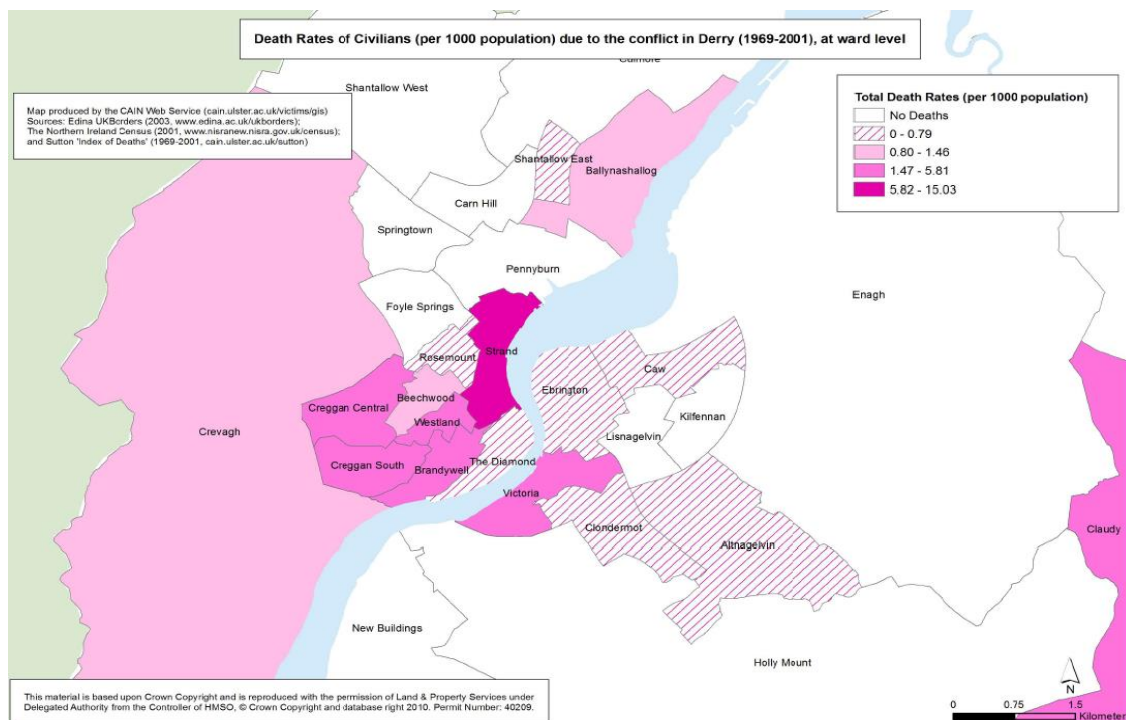 Death Rates of Civilians (per 1000 population) due to the conflict in Derry (1969-2001), at ward level
Culmore
Shantallow West
Map produced by the CAIN Web Service (cain.ulster.ac.uk/victims/gis)
Sources: Edina UKBorders (2003, www.edina.ac.uk/ukborders);
The Northern Ireland Census (2001, www.nisranew.nisra.gov.uk/census);
and Sutton 'Index of Deaths' (1969-2001, cain.ulster.ac.uk/sutton)
Total Death Rates (per 1000 population)
No Deaths
0 - 0.79
0.80 - 1.46
1.47 - 5.81
5.82 - 15.03
Shantallow East
Ballynashallog
Carn Hill
Springtown
Pennyburn
Enagh
Foyle Springs
Strand
Rosemount
Caw
Ebrington
Beechwood
Creggan Central
Kilfennan
Westland
Crevagh
Lisnagelvin
The Diamond
Creggan South
Brandywell
Victoria
Clondermot
Claudy
Altnagelvin
New Buildings
Holly Mount
N
This material is based upon Crown Copyright and is reproduced with the permission of Land & Property Services under
Delegated Authority from the Controller of HMSO, © Crown Copyright and database right 2010. Permit Number: 40209.
0 0.75 1.5
Kilometer